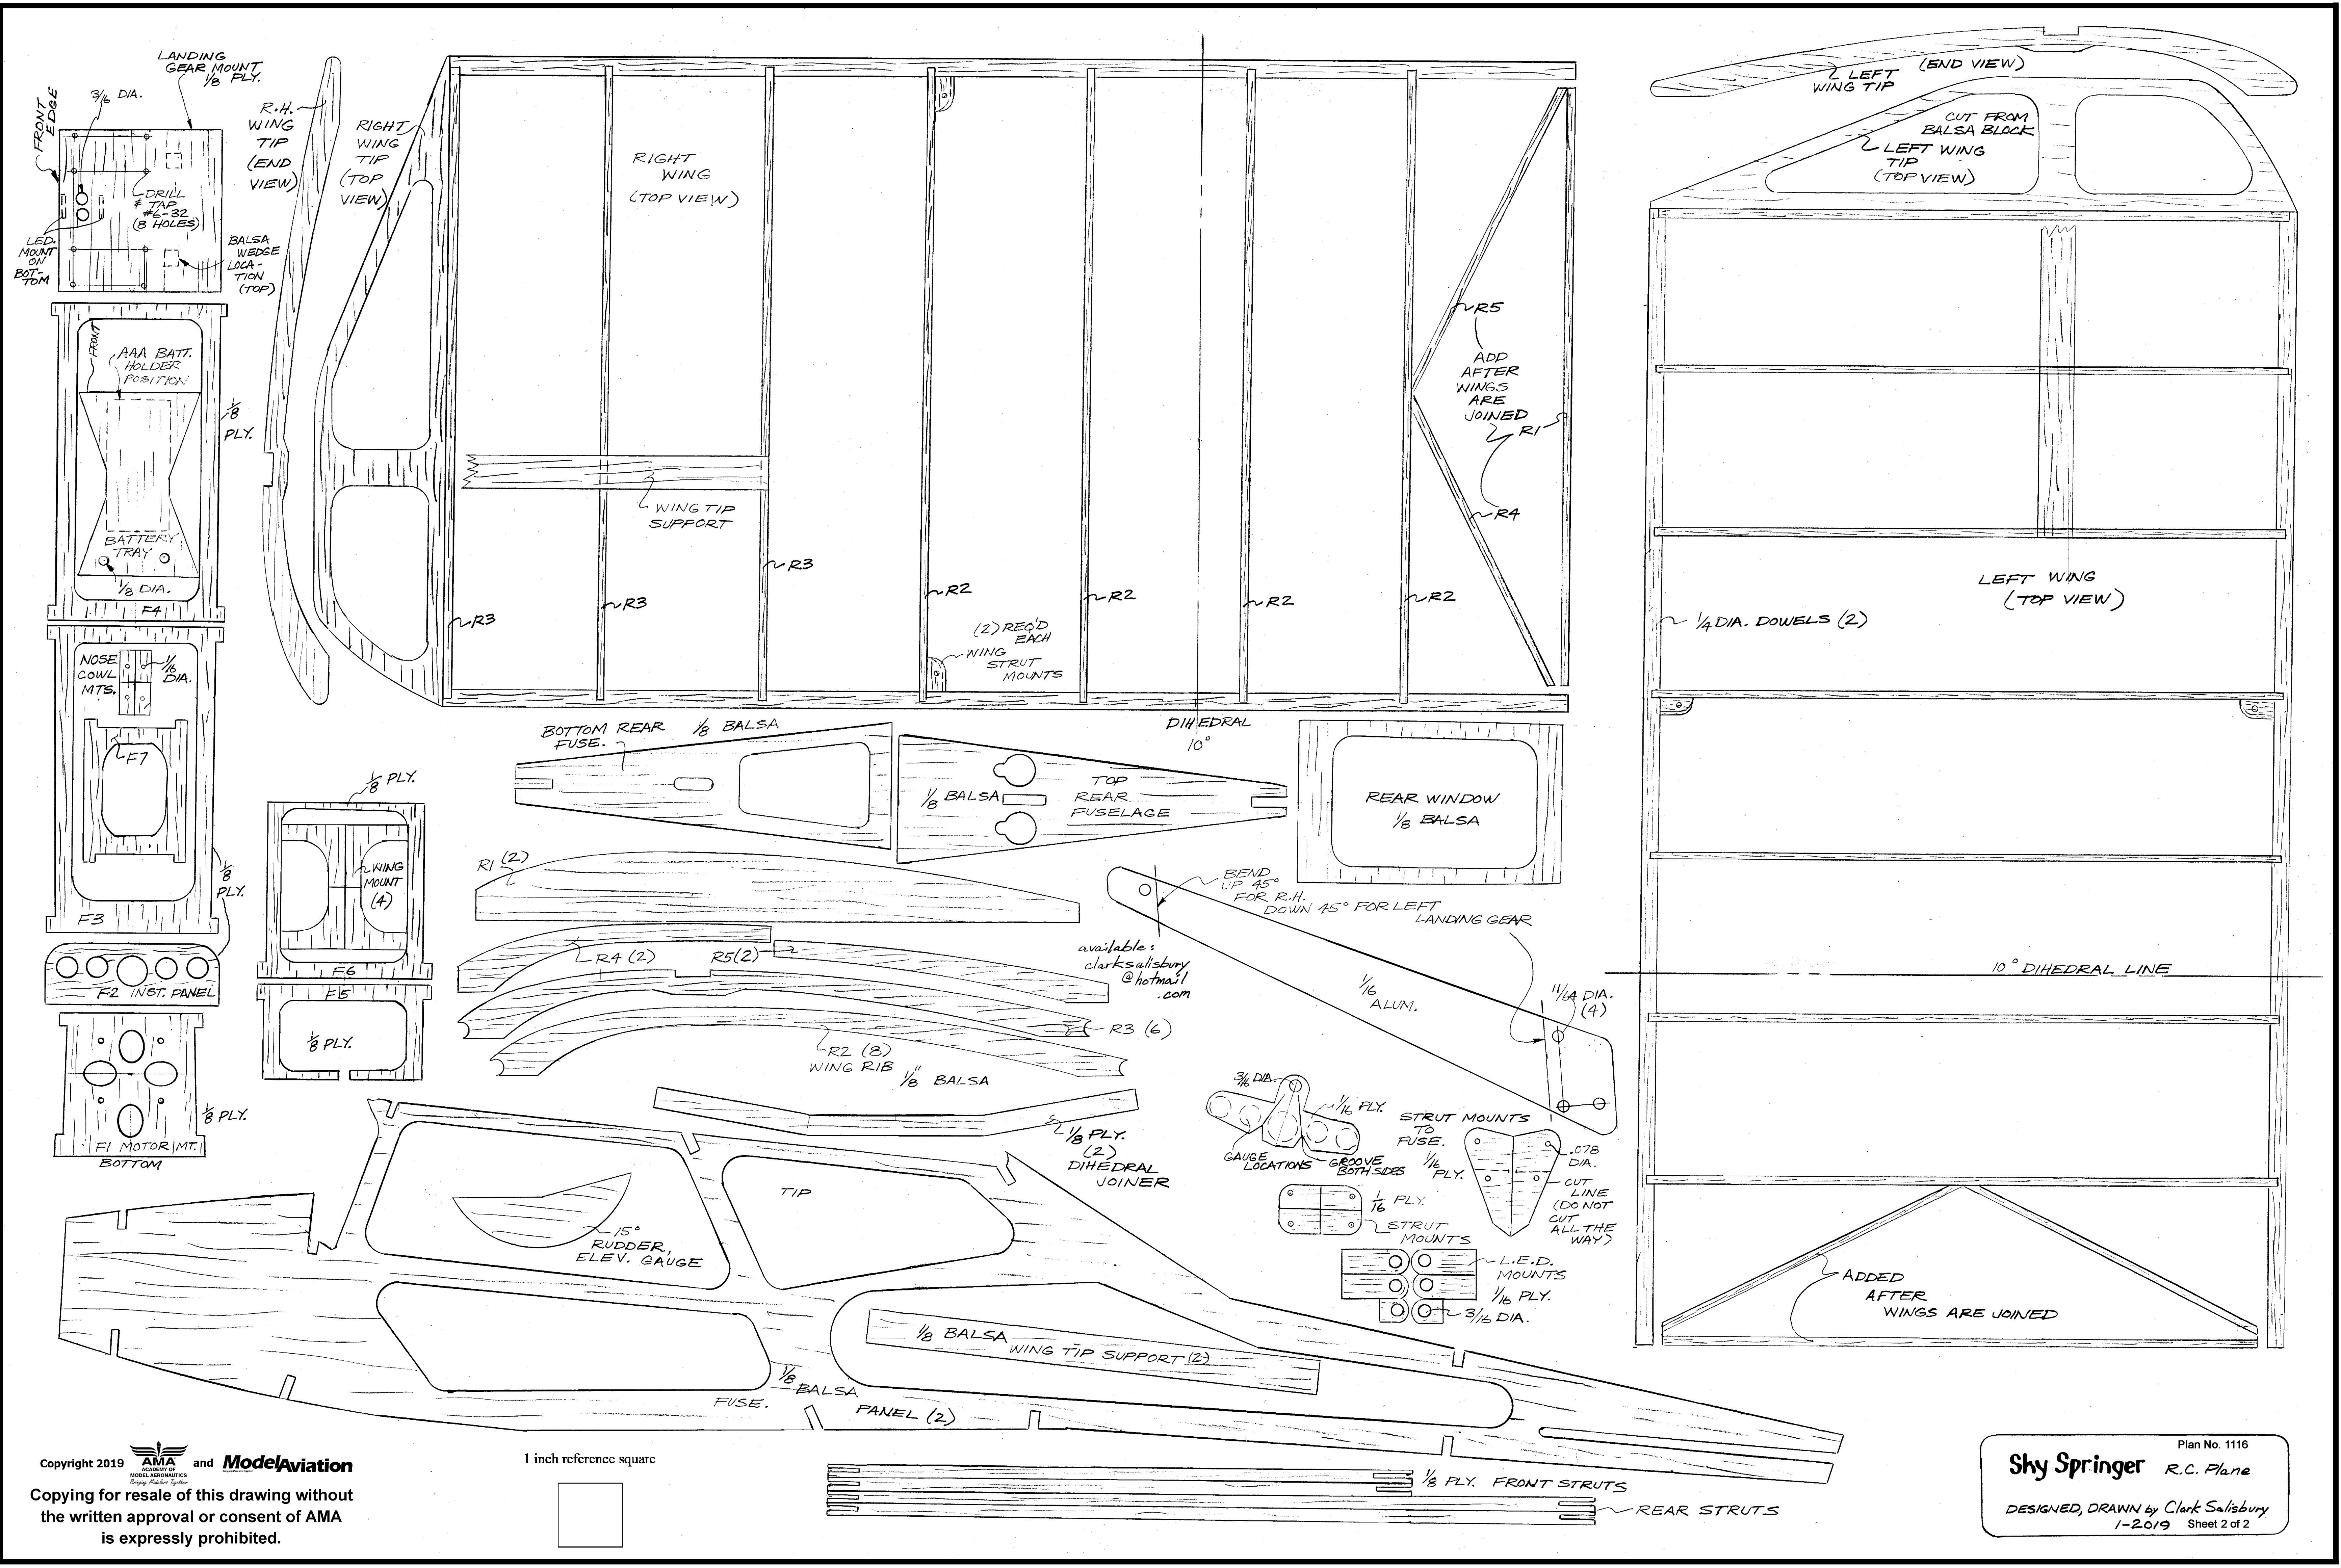 LANDING
GEAR MOUNT
1/8 PLY.
3/16 DIA.
FRONT
EDGE
DRILL
& TAP
#6-32
(8 HOLES)
LED.
MOUNT
ON
BOT-
TOM
BALSA
WEDGE
LOCA-
TION
(TOP)
R.H.
WING
TIP
(END
VIEW)
RIGHT
WING
TIP
(TOP
VIEW)
RIGHT
WING
(TOP VIEW)
WING TIP
SUPPORT
R3
R3
R3
R2
R2
R2
R2
(2) REQ'D
EACH
WING
STRUT
MOUNTS
R5
ADD
AFTER
WINGS
ARE
JOINED
R1
R4
DIHEDRAL
10°
(END VIEW)
LEFT
WING TIP
CUT FROM
BALSA BLOCK
LEFT WING
TIP
(TOP VIEW)
LEFT WING
(TOP VIEW)
1/4 DIA. DOWELS (2)
10° DIHEDRAL LINE
ADDED
AFTER
WINGS ARE JOINED
FRONT
AAA BATT.
HOLDER
POSITION
1/8
PLY.
BATTERY
TRAY
1/8 DIA.
F4
NOSE
COWL
MTS.
1/16
DIA.
F7
F3
1/8
PLY.
F2 INST. PANEL
1/8 PLY.
F1 MOTOR MT.
BOTTOM
1/8 PLY.
WING
MOUNT
(4)
F6
F5
1/8 PLY.
BOTTOM REAR 1/8 BALSA
FUSE.
1/8 BALSA
TOP
REAR
FUSELAGE
REAR WINDOW
1/8 BALSA
R1 (2)
R4 (2)
R5(2)
R3 (6)
R2 (8)
WING RIB 1/8" BALSA
available:
clarksalisbury
@hotmail
.com
BEND
UP 45°
FOR R.H.
DOWN 45° FOR LEFT
LANDING GEAR
1/16
ALUM.
11/64 DIA.
(4)
1/8 PLY.
(2)
DIHEDRAL
JOINER
3/16 DIA.
1/16 PLY.
GAUGE
LOCATIONS
GROOVE
BOTH SIDES
STRUT MOUNTS
TO
FUSE.
1/16
PLY.
.078
DIA.
CUT
LINE
(DO NOT
CUT
ALL THE
WAY)
1/16 PLY.
STRUT
MOUNTS
L.E.D.
MOUNTS
1/16 PLY.
3/16 DIA.
TIP
15°
RUDDER,
ELEV. GAUGE
1/8 BALSA
WING TIP SUPPORT (2)
FUSE.
1/8
BALSA
PANEL (2)
1/8 PLY. FRONT STRUTS
REAR STRUTS
1 inch reference square
Copyright 2019 AMA and Model Aviation
ACADEMY OF
MODEL AERONAUTICS
Bringing Modelers Together
Copying for resale of this drawing without
the written approval or consent of AMA
is expressly prohibited.
Plan No. 1116
Shy Springer R.C. Plane
DESIGNED, DRAWN by Clark Salisbury
1-2019 Sheet 2 of 2